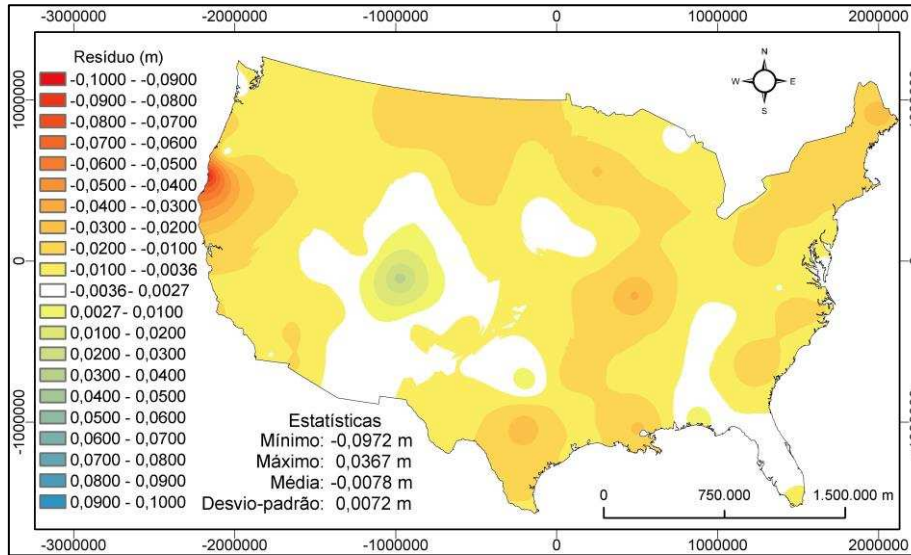 -3000000 -2000000 -1000000 0 1000000 2000000
Resíduo (m)
-0,1000 - -0,0900
-0,0900 - -0,0800
-0,0800 - -0,0700
-0,0700 - -0,0600
-0,0600 - -0,0500
-0,0500 - -0,0400
-0,0400 - -0,0300
-0,0300 - -0,0200
-0,0200 - -0,0100
-0,0100 - -0,0036
-0,0036- 0,0027
0,0027- 0,0100
0,0100 - 0,0200
0,0200 - 0,0300
0,0300 - 0,0400
0,0400 - 0,0500
0,0500 - 0,0600
0,0600 - 0,0700
0,0700 - 0,0800
0,0800 - 0,0900
0,0900 - 0,1000
N
W E
S
1000000
0
-1000000
Estatísticas
Mínimo: -0,0972 m
Máximo: 0,0367 m
Média: -0,0078 m
Desvio-padrão: 0,0072 m
0 750.000 1.500.000 m
0
-3000000 -2000000 -1000000 0 1000000 2000000